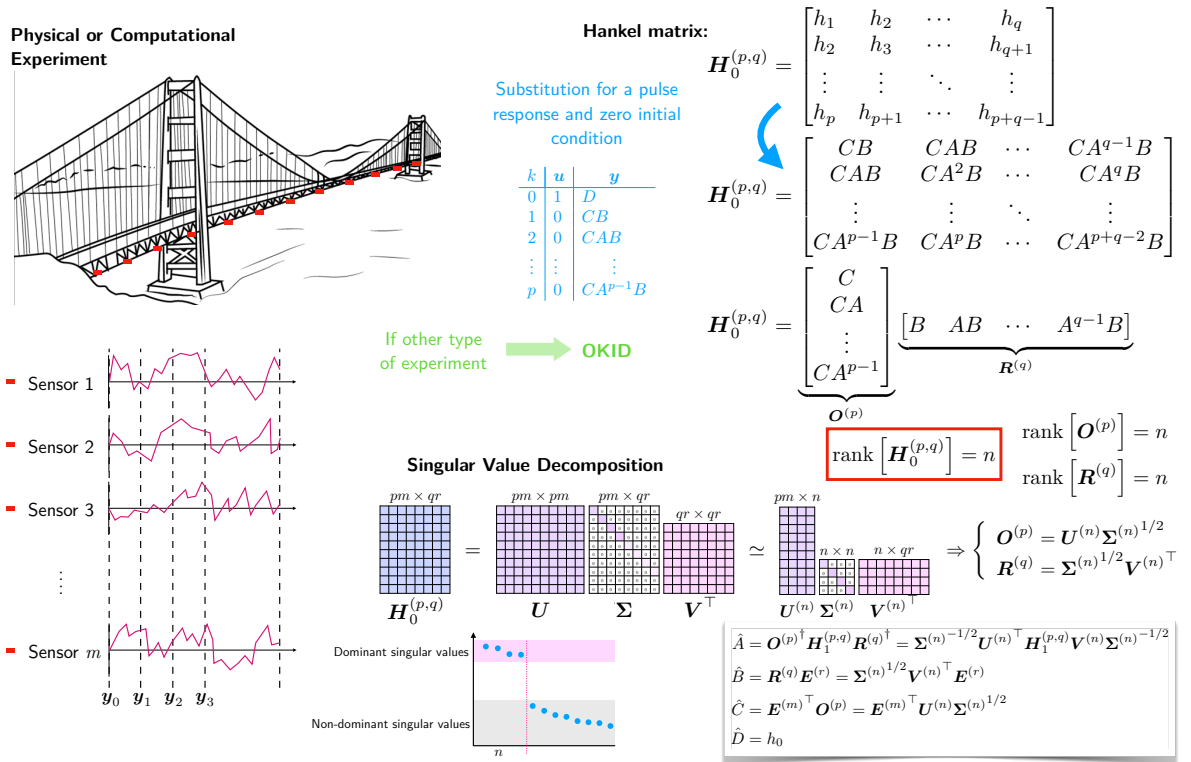 Physical or Computational
Experiment
Hankel matrix:
H_0^{(p,q)} = [h_1 h_2 ⋯ h_q
h_2 h_3 ⋯ h_{q+1}
⋮ ⋮ ⋱ ⋮
h_p h_{p+1} ⋯ h_{p+q-1}]
Substitution for a pulse
response and zero initial
condition
k u y
0 1 D
1 0 CB
2 0 CAB
⋮ ⋮ ⋮
p 0 CA^{p-1}B
H_0^{(p,q)} = [CB CAB ⋯ CA^{q-1}B
CAB CA^2B ⋯ CA^qB
⋮ ⋮ ⋱ ⋮
CA^{p-1}B CA^pB ⋯ CA^{p+q-2}B]
H_0^{(p,q)} = [C
CA
⋮
CA^{p-1}] [B AB ⋯ A^{q-1}B]
O^{(p)} R^{(q)}
If other type
of experiment
OKID
rank [H_0^{(p,q)}] = n
rank [O^{(p)}] = n
rank [R^{(q)}] = n
Sensor 1
Sensor 2
Sensor 3
⋮
Sensor m
y_0 y_1 y_2 y_3
Singular Value Decomposition
pm × qr pm × pm pm × qr qr × qr pm × n n × n n × qr
= ≃ ⇒ {
O^{(p)} = U^{(n)} Σ^{(n)1/2}
R^{(q)} = Σ^{(n)1/2} V^{(n)⊤}
H_0^{(p,q)} U Σ V^⊤ U^{(n)} Σ^{(n)} V^{(n)⊤}
Dominant singular values
Non-dominant singular values
n
Â = O^{(p)†} H_1^{(p,q)} R^{(q)†} = Σ^{(n)-1/2} U^{(n)⊤} H_1^{(p,q)} V^{(n)} Σ^{(n)-1/2}
B̂ = R^{(q)} E^{(r)} = Σ^{(n)1/2} V^{(n)⊤} E^{(r)}
Ĉ = E^{(m)⊤} O^{(p)} = E^{(m)⊤} U^{(n)} Σ^{(n)1/2}
D̂ = h_0